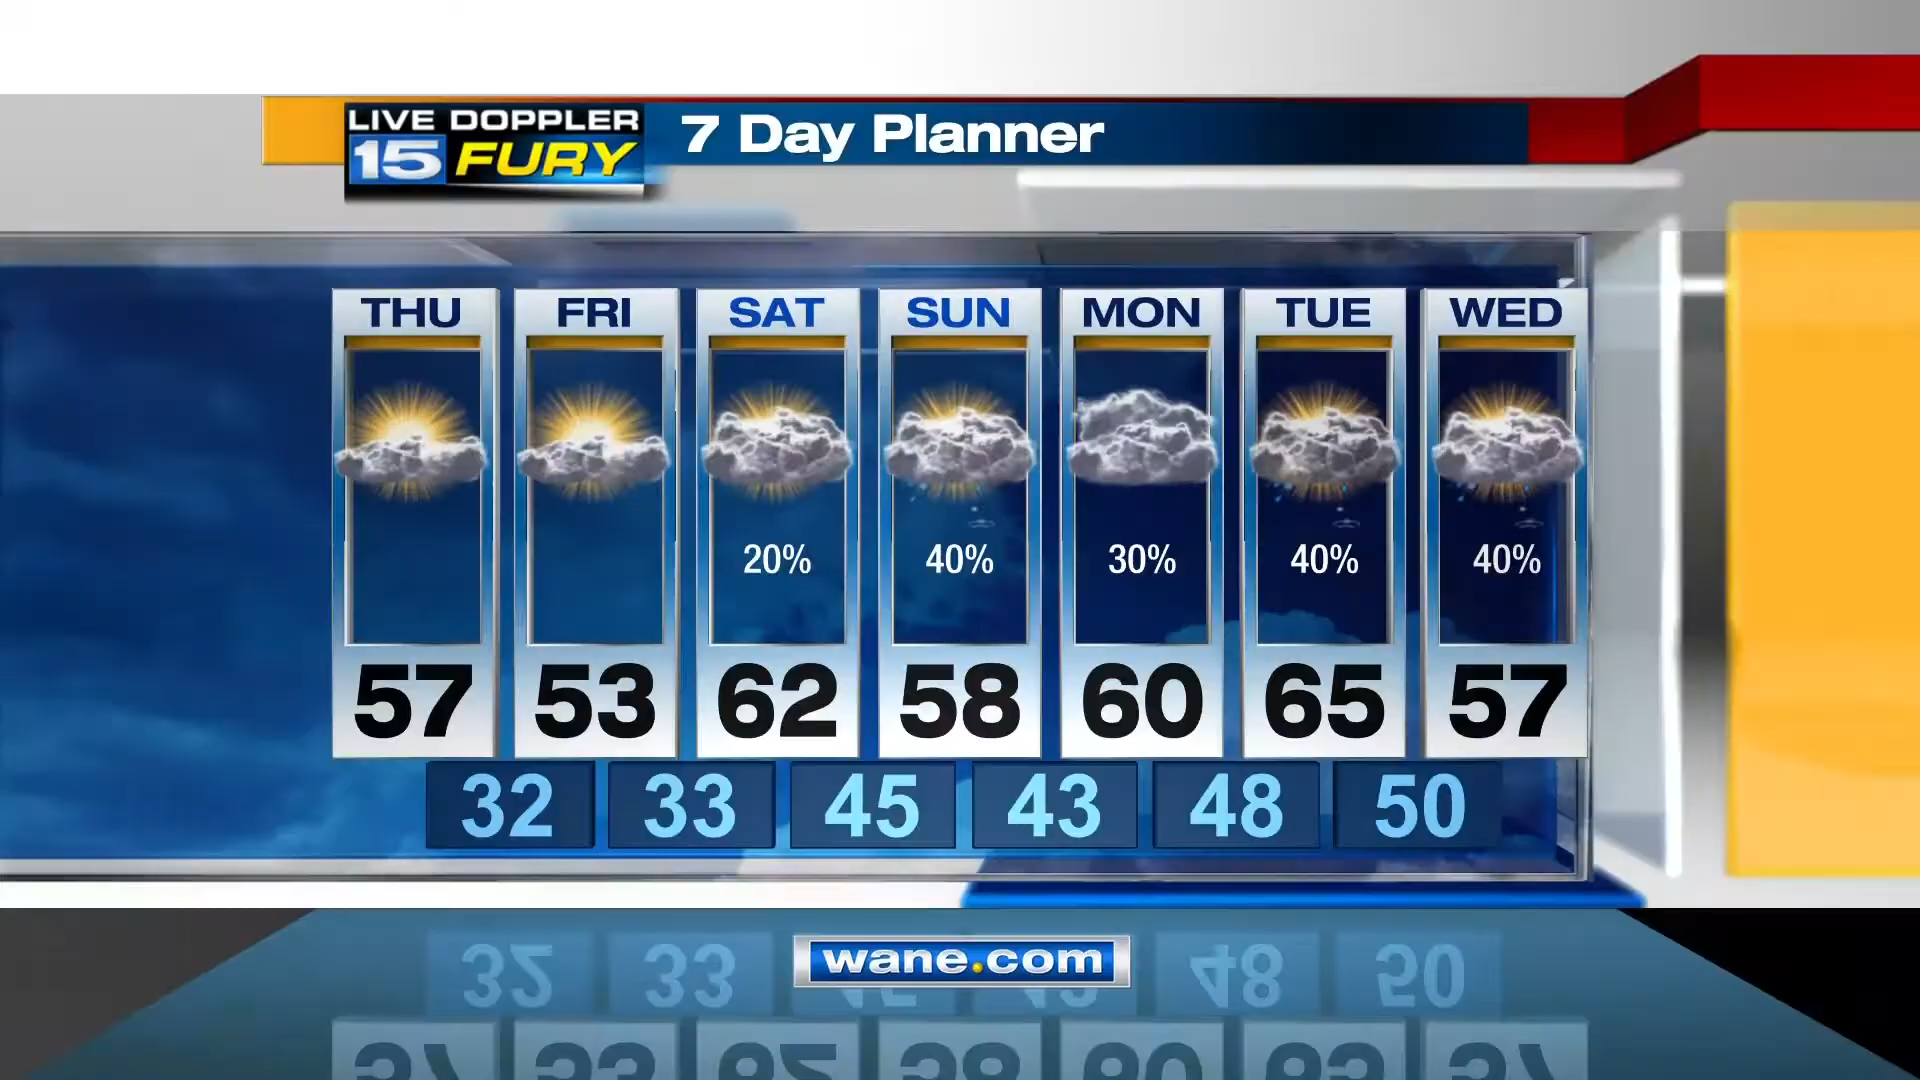 LIVE DOPPLER
15 FURY
7 Day Planner
THU FRI SAT SUN MON TUE WED
20% 40% 30% 40% 40%
57 53 62 58 60 65 57
32 33 45 43 48 50
wane.com